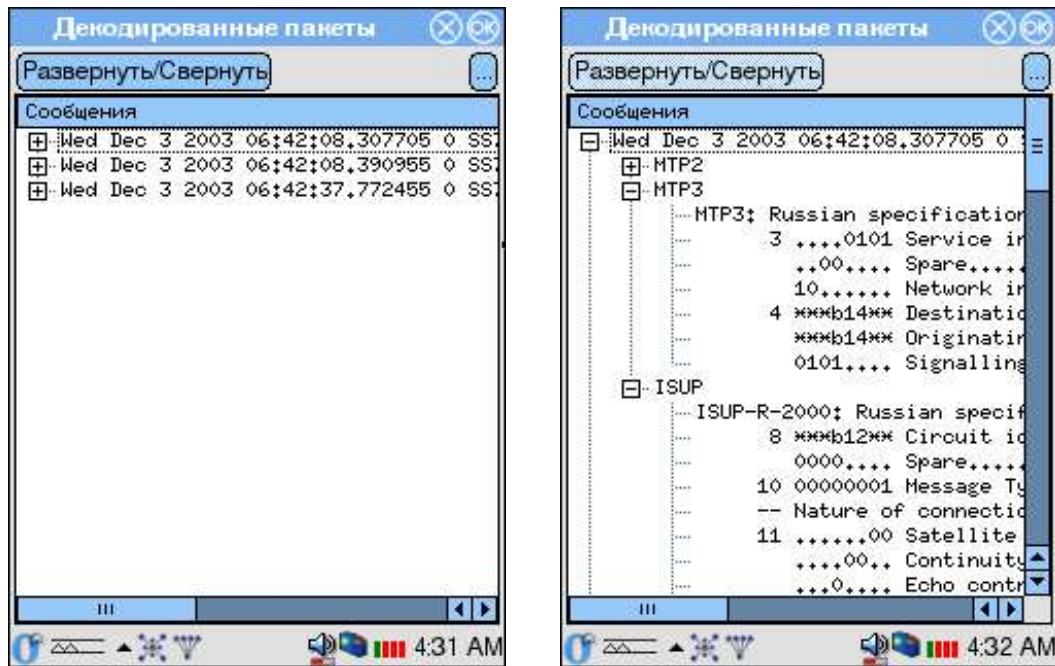 Декодированные пакеты
OK
Развернуть/Свернуть
...
Сообщения
Wed Dec 3 2003 06:42:08.307705 0 SS7
Wed Dec 3 2003 06:42:08.390955 0 SS7
Wed Dec 3 2003 06:42:37.772455 0 SS7
4:31 AM
Декодированные пакеты
OK
Развернуть/Свернуть
...
Сообщения
Wed Dec 3 2003 06:42:08.307705 0
MTP2
MTP3
MTP3: Russian specification
3 ....0101 Service in
..00.... Spare.....
10...... Network in
4 ***b14** Destinatio
***b14** Originatin
0101.... Signalling
ISUP
ISUP-R-2000: Russian specif
8 ***b12** Circuit id
0000.... Spare.....
10 00000001 Message Ty
-- Nature of connectio
11 ......00 Satellite
....00.. Continuity
...0.... Echo contr
4:32 AM